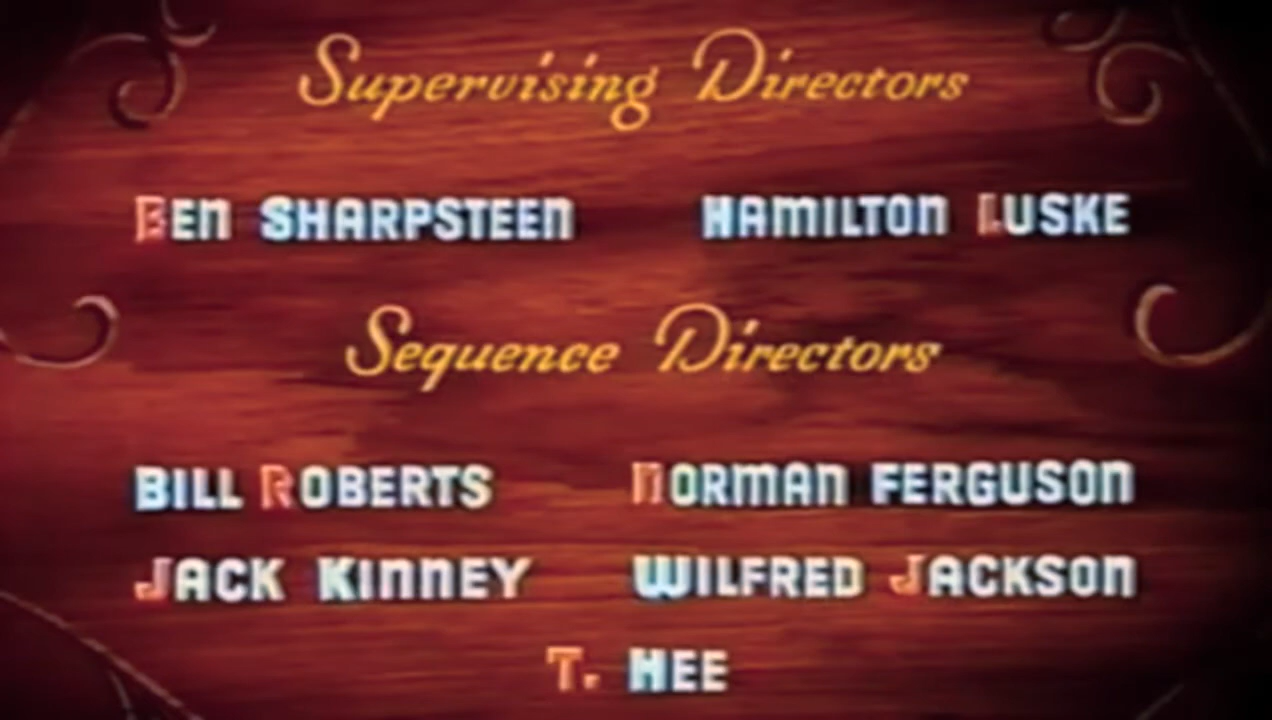 Supervising Directors
BEN SHARPSTEEN HAMILTON LUSKE
Sequence Directors
BILL ROBERTS NORMAN FERGUSON
JACK KINNEY WILFRED JACKSON
T. HEE